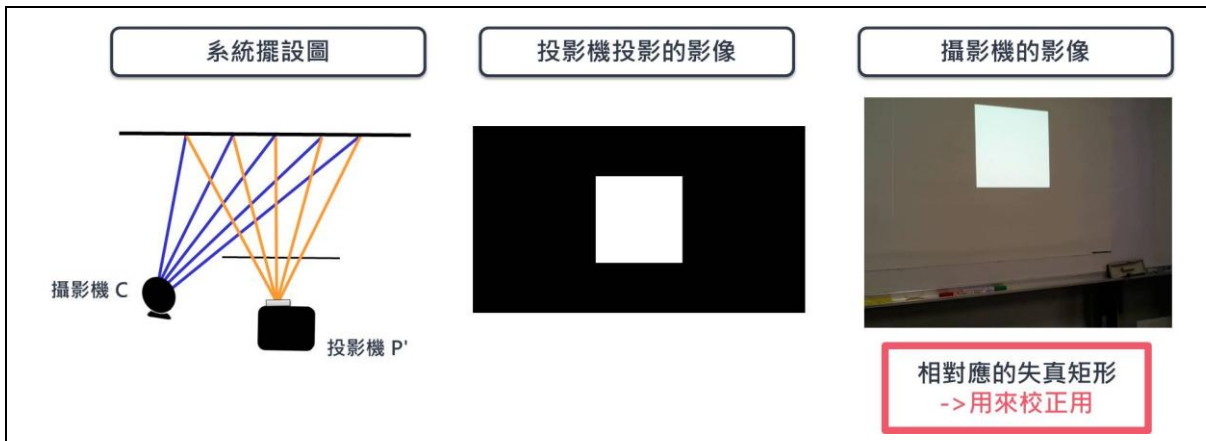 系統擺設圖
投影機投影的影像
攝影機的影像
攝影機 C
投影機 P'
相對應的失真矩形
->用來校正用